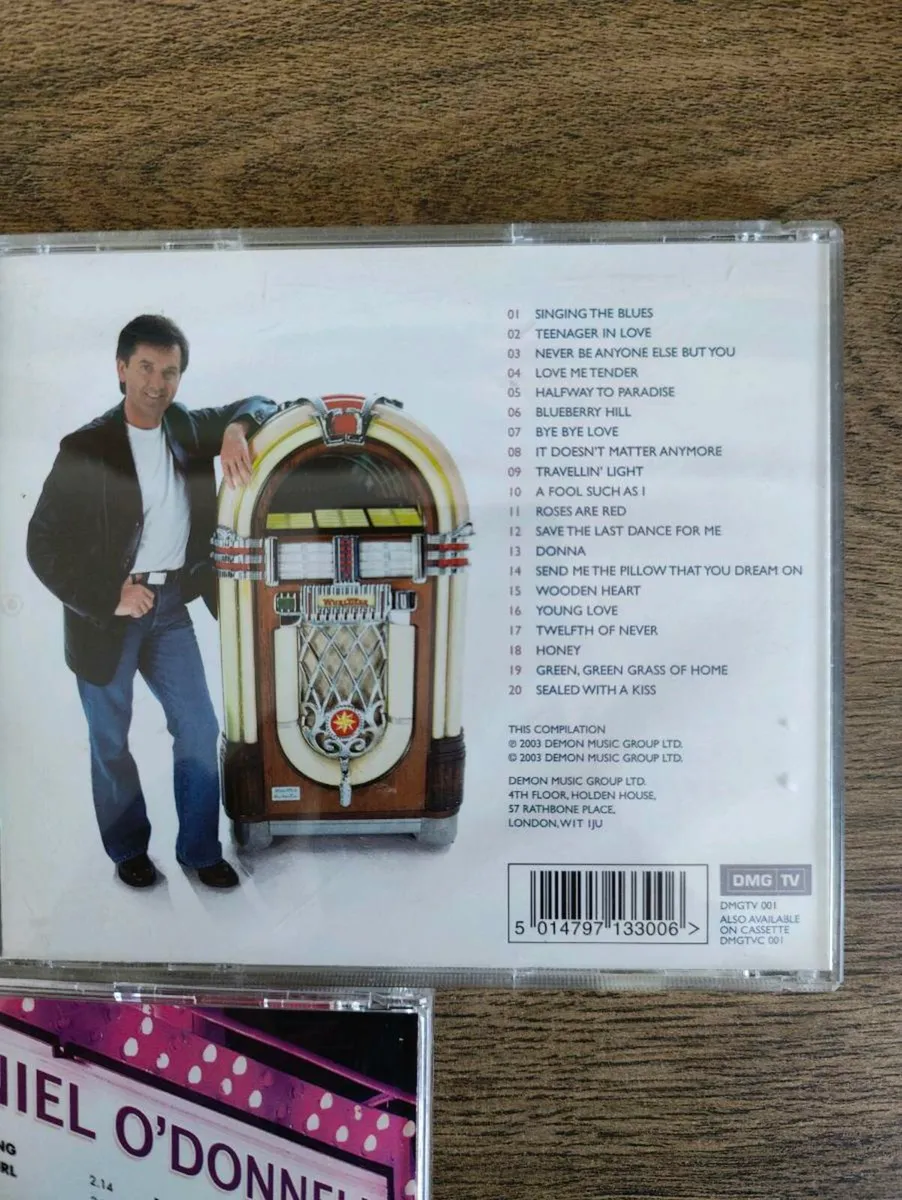 01 SINGING THE BLUES
02 TEENAGER IN LOVE
03 NEVER BE ANYONE ELSE BUT YOU
04 LOVE ME TENDER
05 HALFWAY TO PARADISE
06 BLUEBERRY HILL
07 BYE BYE LOVE
08 IT DOESN'T MATTER ANYMORE
09 TRAVELLIN' LIGHT
10 A FOOL SUCH AS I
11 ROSES ARE RED
12 SAVE THE LAST DANCE FOR ME
13 DONNA
14 SEND ME THE PILLOW THAT YOU DREAM ON
15 WOODEN HEART
16 YOUNG LOVE
17 TWELFTH OF NEVER
18 HONEY
19 GREEN, GREEN GRASS OF HOME
20 SEALED WITH A KISS
THIS COMPILATION
℗ 2003 DEMON MUSIC GROUP LTD.
© 2003 DEMON MUSIC GROUP LTD.
DEMON MUSIC GROUP LTD.
4TH FLOOR, HOLDEN HOUSE,
57 RATHBONE PLACE,
LONDON, W1T 1JU
5 014797 133006 >
DMG TV
DMGTV 001
ALSO AVAILABLE
ON CASSETTE
DMGTVC 001
WURLITZER
NIEL O'DONNELL
NG
RL
2.14